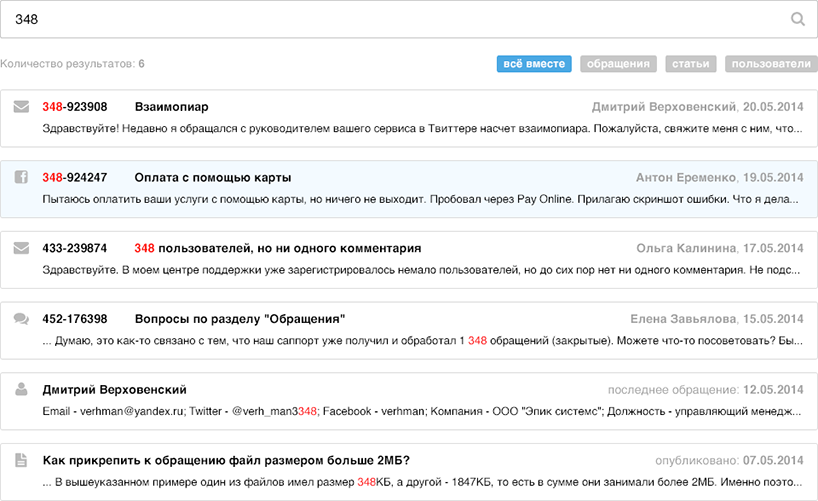 348
Количество результатов: 6 всё вместе обращения статьи пользователи
348-923908 Взаимопиар Дмитрий Верховенский, 20.05.2014
Здравствуйте! Недавно я обращался с руководителем вашего сервиса в Твиттере насчет взаимопиара. Пожалуйста, свяжите меня с ним, что...
348-924247 Оплата с помощью карты Антон Еременко, 19.05.2014
Пытаюсь оплатить ваши услуги с помощью карты, но ничего не выходит. Пробовал через Pay Online. Прилагаю скриншот ошибки. Что я дела...
433-239874 348 пользователей, но ни одного комментария Ольга Калинина, 17.05.2014
Здравствуйте. В моем центре поддержки уже зарегистрировалось немало пользователей, но до сих пор нет ни одного комментария. Не подс...
452-176398 Вопросы по разделу "Обращения" Елена Завьялова, 15.05.2014
... Думаю, это как-то связано с тем, что наш саппорт уже получил и обработал 1 348 обращений (закрытые). Можете что-то посоветовать? Бы...
Дмитрий Верховенский последнее обращение: 12.05.2014
Email - verhman@yandex.ru; Twitter - @verh_man3348; Facebook - verhman; Компания - ООО "Эпик системс"; Должность - управляющий менедж...
Как прикрепить к обращению файл размером больше 2МБ? опубликовано: 07.05.2014
... В вышеуказанном примере один из файлов имел размер 348КБ, а другой - 1847КБ, то есть в сумме они занимали более 2МБ. Именно поэто...